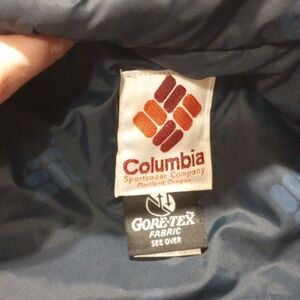 Columbia
Sportswear Company
Portland, Oregon
GORE-TEX
FABRIC
SEE OVER